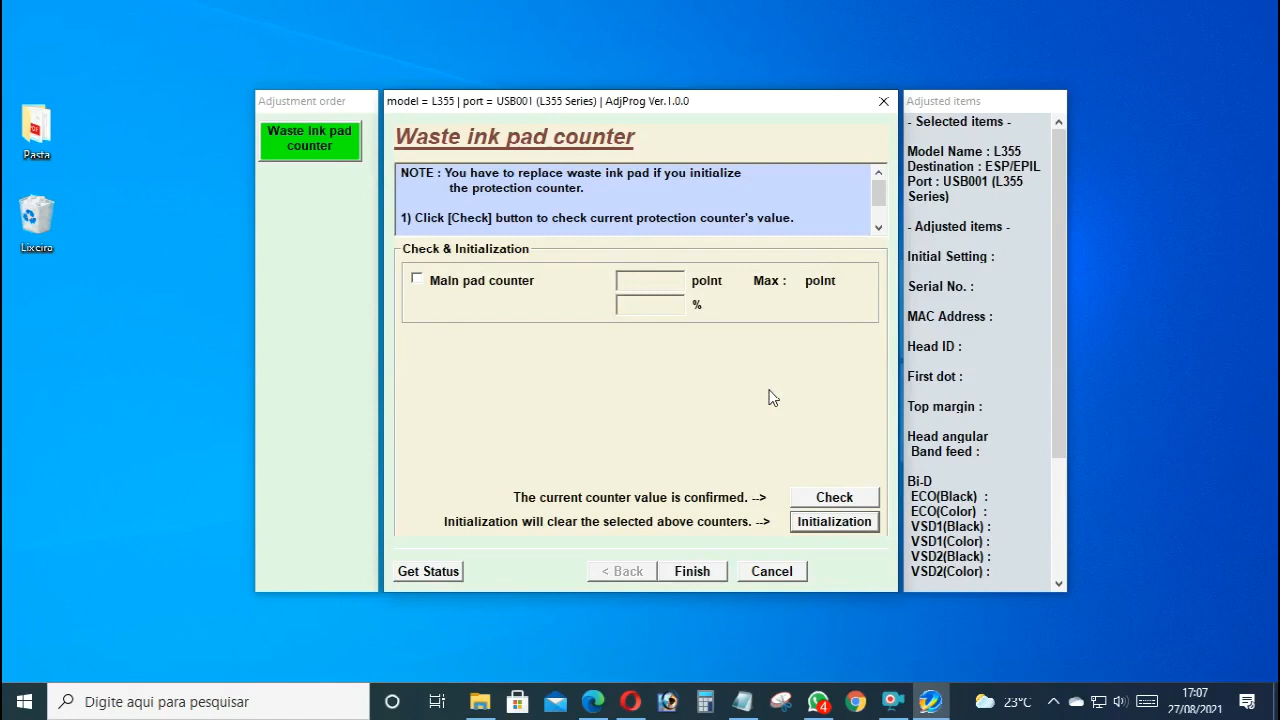 Pasta
Lixeira
Adjustment order
Waste ink pad
counter
model = L355 | port = USB001 (L355 Series) | AdjProg Ver.1.0.0
Waste ink pad counter
NOTE : You have to replace waste ink pad if you initialize
the protection counter.
1) Click [Check] button to check current protection counter's value.
Check & Initialization
Main pad counter
point
Max :
point
%
The current counter value is confirmed. -->
Check
Initialization will clear the selected above counters. -->
Initialization
Get Status
< Back
Finish
Cancel
Adjusted items
- Selected items -
Model Name : L355
Destination : ESP/EPIL
Port : USB001 (L355
Series)
- Adjusted items -
Initial Setting :
Serial No. :
MAC Address :
Head ID :
First dot :
Top margin :
Head angular
Band feed :
Bi-D
ECO(Black) :
ECO(Color) :
VSD1(Black) :
VSD1(Color) :
VSD2(Black) :
VSD2(Color) :
Digite aqui para pesquisar
4
23°C
17:07
27/08/2021